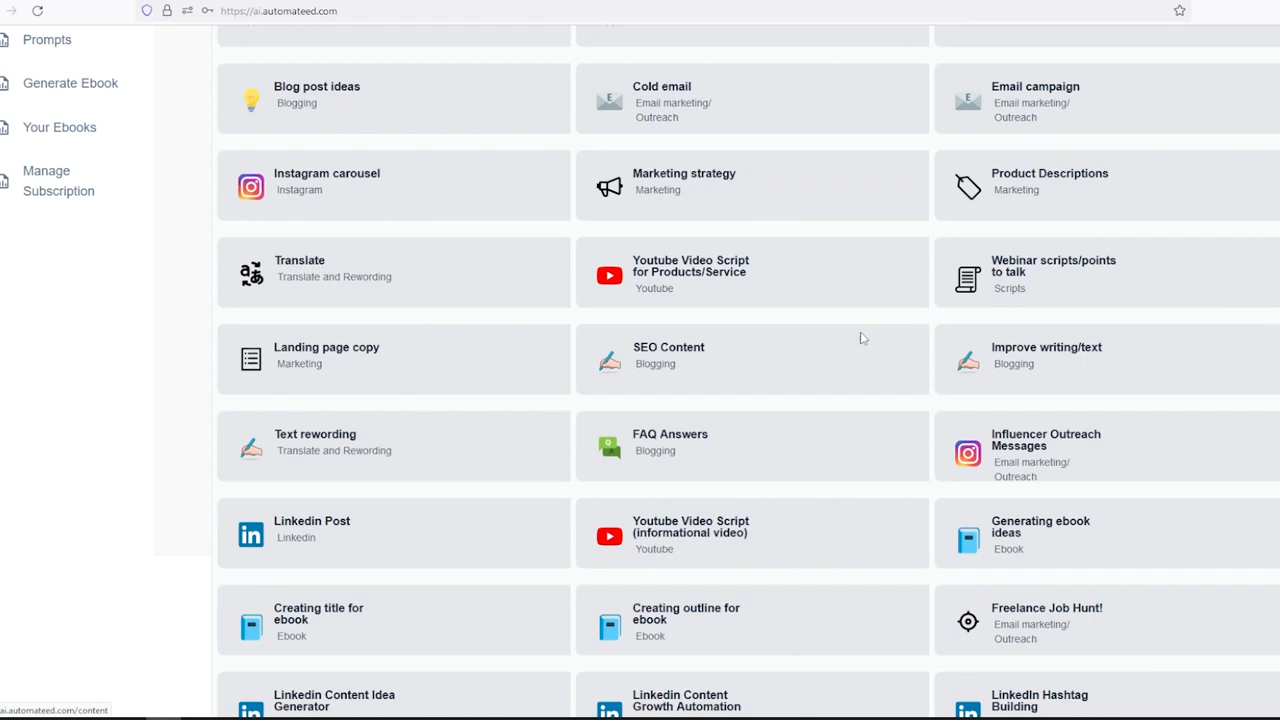 https://ai.automateed.com
Prompts
Generate Ebook
Your Ebooks
Manage
Subscription
Blog post ideas
Blogging
Cold email
Email marketing/
Outreach
Email campaign
Email marketing/
Outreach
Instagram carousel
Instagram
Marketing strategy
Marketing
Product Descriptions
Marketing
Translate
Translate and Rewording
Youtube Video Script
for Products/Service
Youtube
Webinar scripts/points
to talk
Scripts
Landing page copy
Marketing
SEO Content
Blogging
Improve writing/text
Blogging
Text rewording
Translate and Rewording
FAQ Answers
Blogging
Influencer Outreach
Messages
Email marketing/
Outreach
Linkedin Post
Linkedin
Youtube Video Script
(informational video)
Youtube
Generating ebook
ideas
Ebook
Creating title for
ebook
Ebook
Creating outline for
ebook
Ebook
Freelance Job Hunt!
Email marketing/
Outreach
Linkedin Content Idea
Generator
Linkedin Content
Growth Automation
LinkedIn Hashtag
Building
ai.automateed.com/content